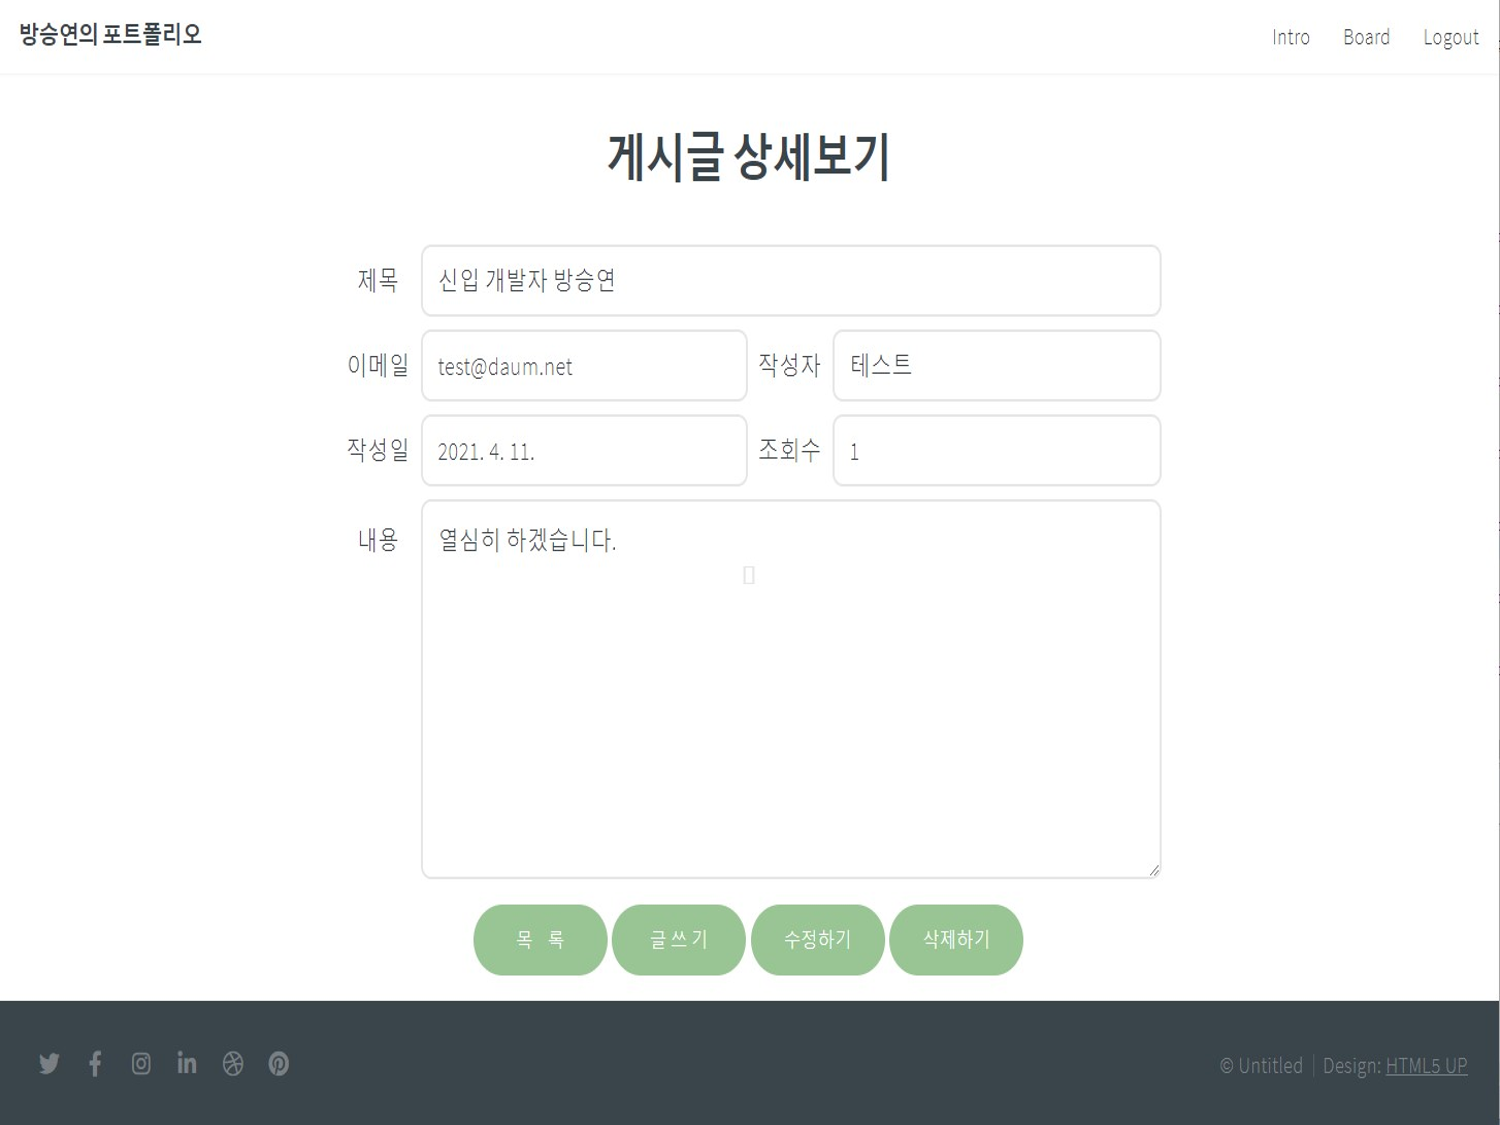 방승연의 포트폴리오 Intro Board Logout
게시글 상세보기
제목 신입 개발자 방승연
이메일 test@daum.net 작성자 테스트
작성일 2021. 4. 11. 조회수 1
내용 열심히 하겠습니다.
목 록 글 쓰 기 수정하기 삭제하기
© Untitled Design: HTML5 UP